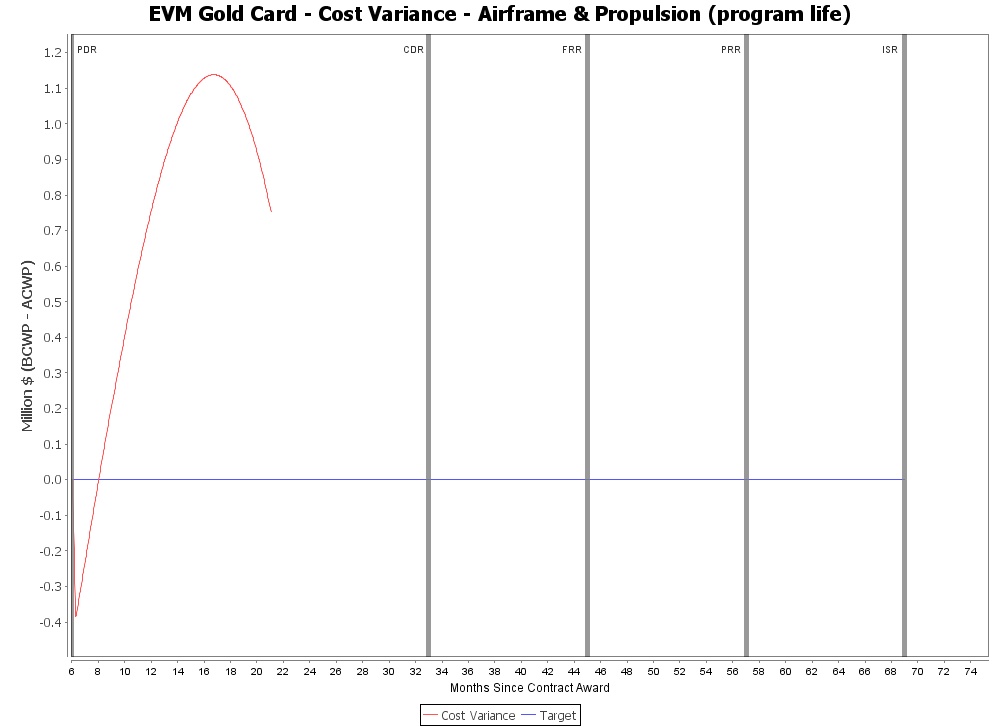 EVM Gold Card - Cost Variance - Airframe & Propulsion (program life)
PDR CDR FRR PRR ISR
1.2
1.1
1.0
0.9
0.8
0.7
0.6
0.5
0.4
0.3
0.2
0.1
0.0
-0.1
-0.2
-0.3
-0.4
Million $ (BCWP - ACWP)
6 8 10 12 14 16 18 20 22 24 26 28 30 32 34 36 38 40 42 44 46 48 50 52 54 56 58 60 62 64 66 68 70 72 74
Months Since Contract Award
Cost Variance Target